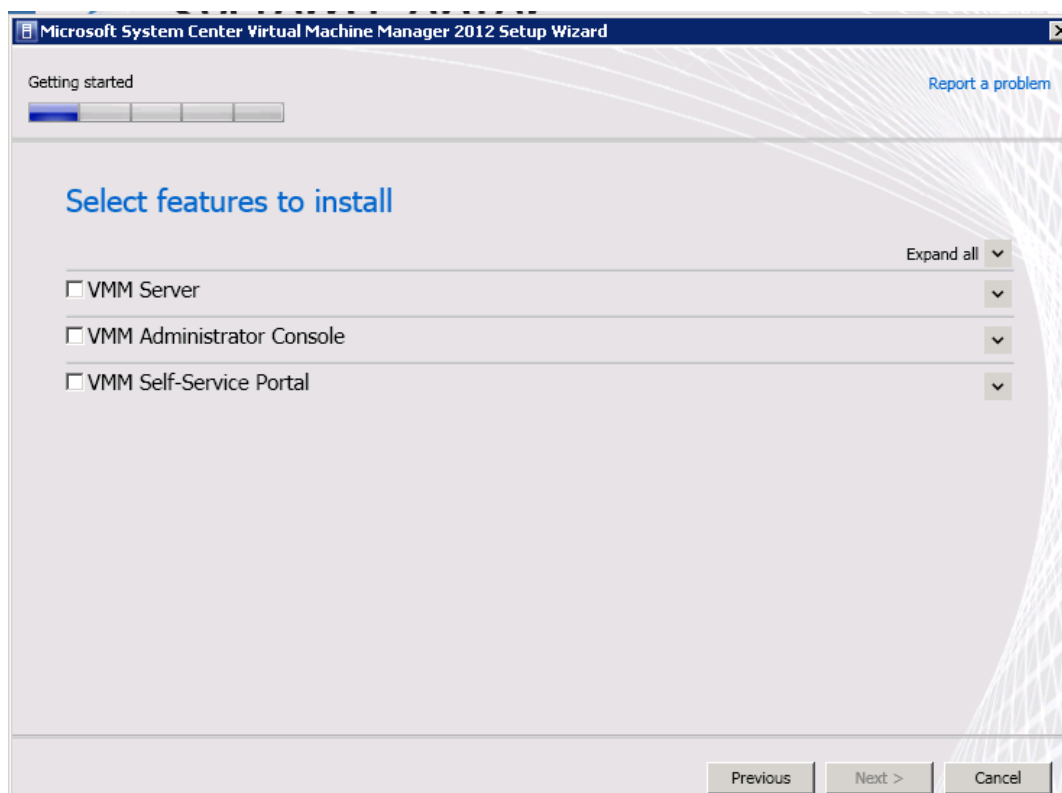 Microsoft System Center Virtual Machine Manager 2012 Setup Wizard
Getting started
Report a problem
Select features to install
Expand all
VMM Server
VMM Administrator Console
VMM Self-Service Portal
Previous Next > Cancel